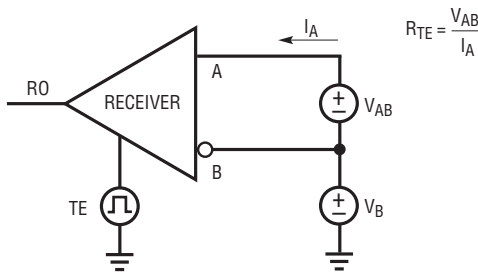 I_A
R_TE = V_AB / I_A
A
RO
RECEIVER
V_AB
B
TE
V_B